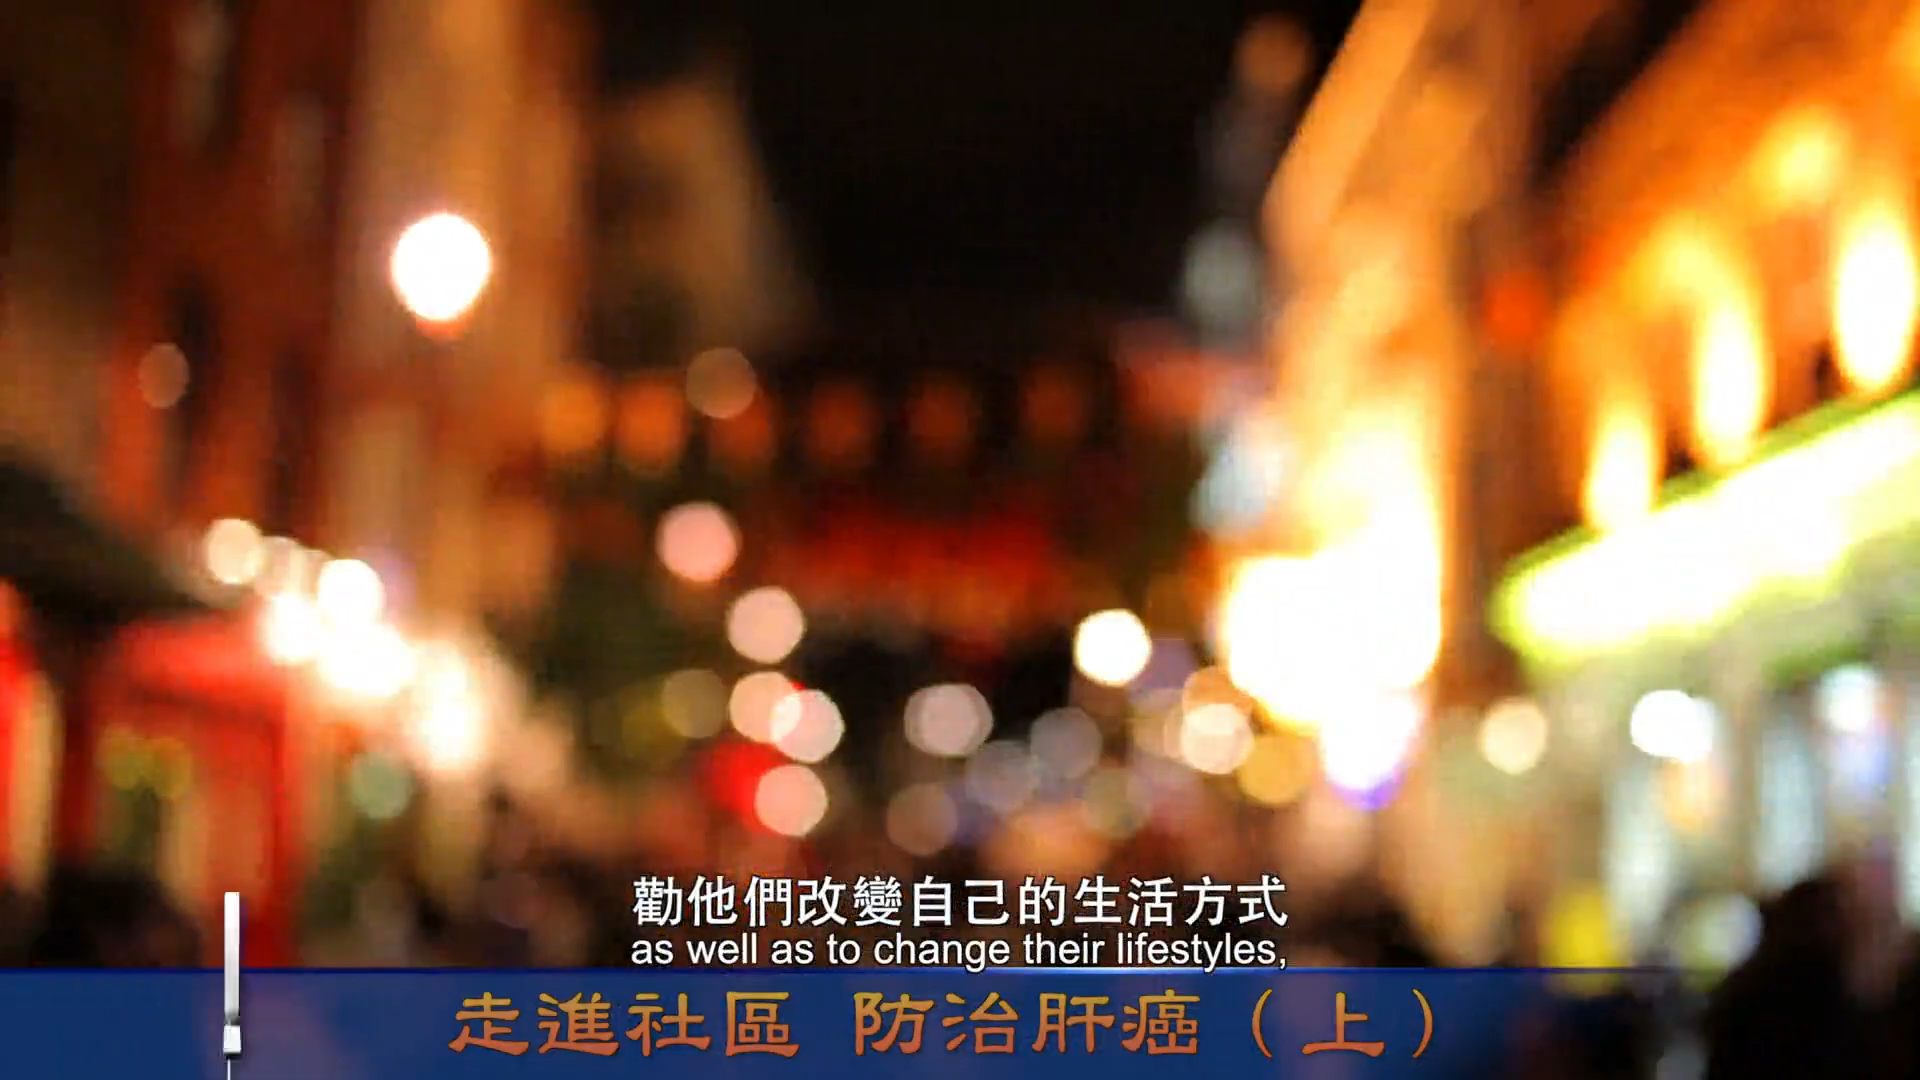 勸他們改變自己的生活方式
as well as to change their lifestyles,
走進社區 防治肝癌（上）